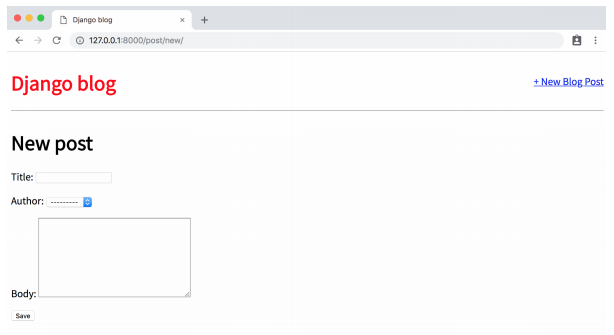 Django blog
127.0.0.1:8000/post/new/
Django blog
+ New Blog Post
New post
Title:
Author: ---------
Body:
Save